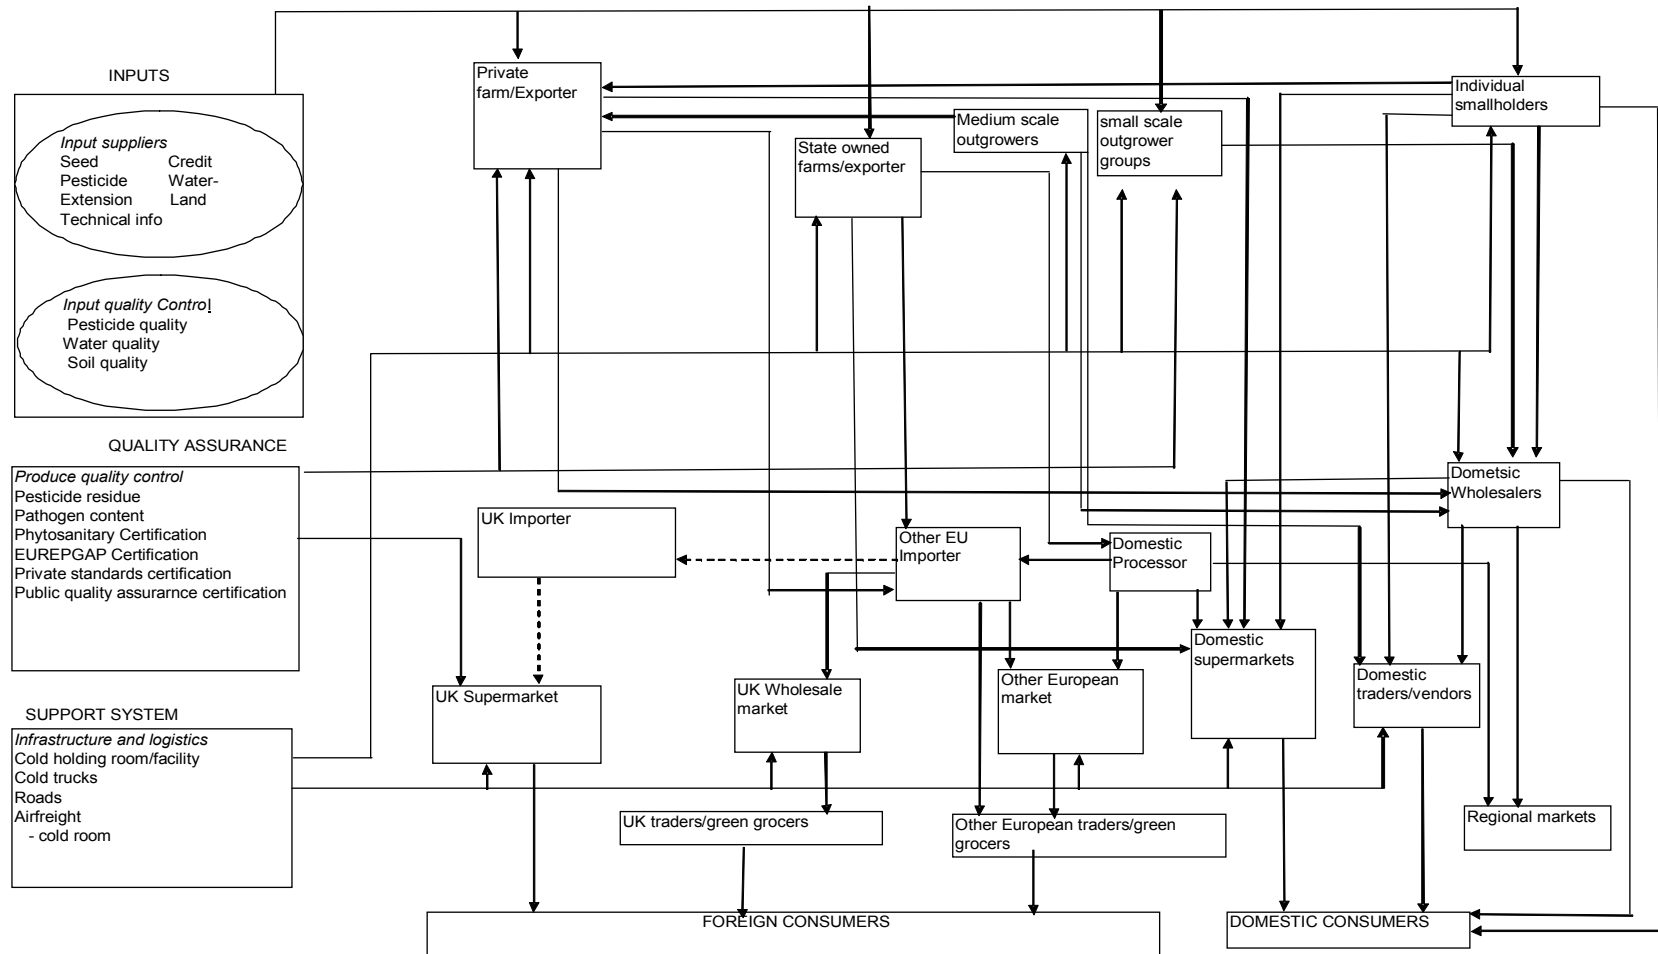 INPUTS
Input suppliers
Seed Credit
Pesticide Water-
Extension Land
Technical info
Input quality Control
Pesticide quality
Water quality
Soil quality
QUALITY ASSURANCE
Produce quality control
Pesticide residue
Pathogen content
Phytosanitary Certification
EUREPGAP Certification
Private standards certification
Public quality assurarnce certification
SUPPORT SYSTEM
Infrastructure and logistics
Cold holding room/facility
Cold trucks
Roads
Airfreight
- cold room
Private
farm/Exporter
State owned
farms/exporter
Medium scale
outgrowers
small scale
outgrower
groups
Individual
smallholders
Dometsic
Wholesalers
UK Importer
Other EU
Importer
Domestic
Processor
UK Supermarket
UK Wholesale
market
Other European
market
Domestic
supermarkets
Domestic
traders/vendors
UK traders/green grocers
Other European traders/green
grocers
Regional markets
FOREIGN CONSUMERS
DOMESTIC CONSUMERS